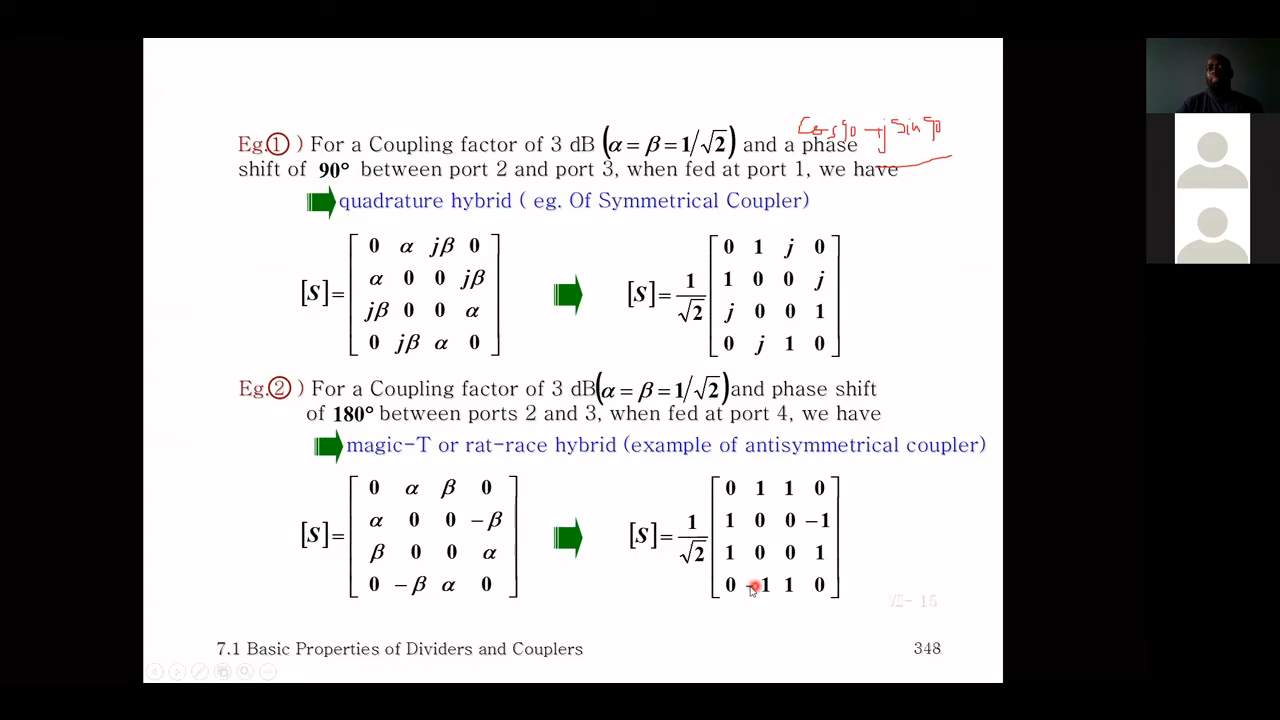 Cos 90 + j sin 90
Eg.① ) For a Coupling factor of 3 dB (α = β = 1/√2) and a phase
shift of 90° between port 2 and port 3, when fed at port 1, we have
quadrature hybrid ( eg. Of Symmetrical Coupler)
[S]= [ 0 α jβ 0
α 0 0 jβ
jβ 0 0 α
0 jβ α 0 ]
[S]= 1/√2 [ 0 1 j 0
1 0 0 j
j 0 0 1
0 j 1 0 ]
Eg.② ) For a Coupling factor of 3 dB(α = β = 1/√2)and phase shift
of 180° between ports 2 and 3, when fed at port 4, we have
magic-T or rat-race hybrid (example of antisymmetrical coupler)
[S]= [ 0 α β 0
α 0 0 -β
β 0 0 α
0 -β α 0 ]
[S]= 1/√2 [ 0 1 1 0
1 0 0 -1
1 0 0 1
0 -1 1 0 ]
VII- 15
7.1 Basic Properties of Dividers and Couplers
348